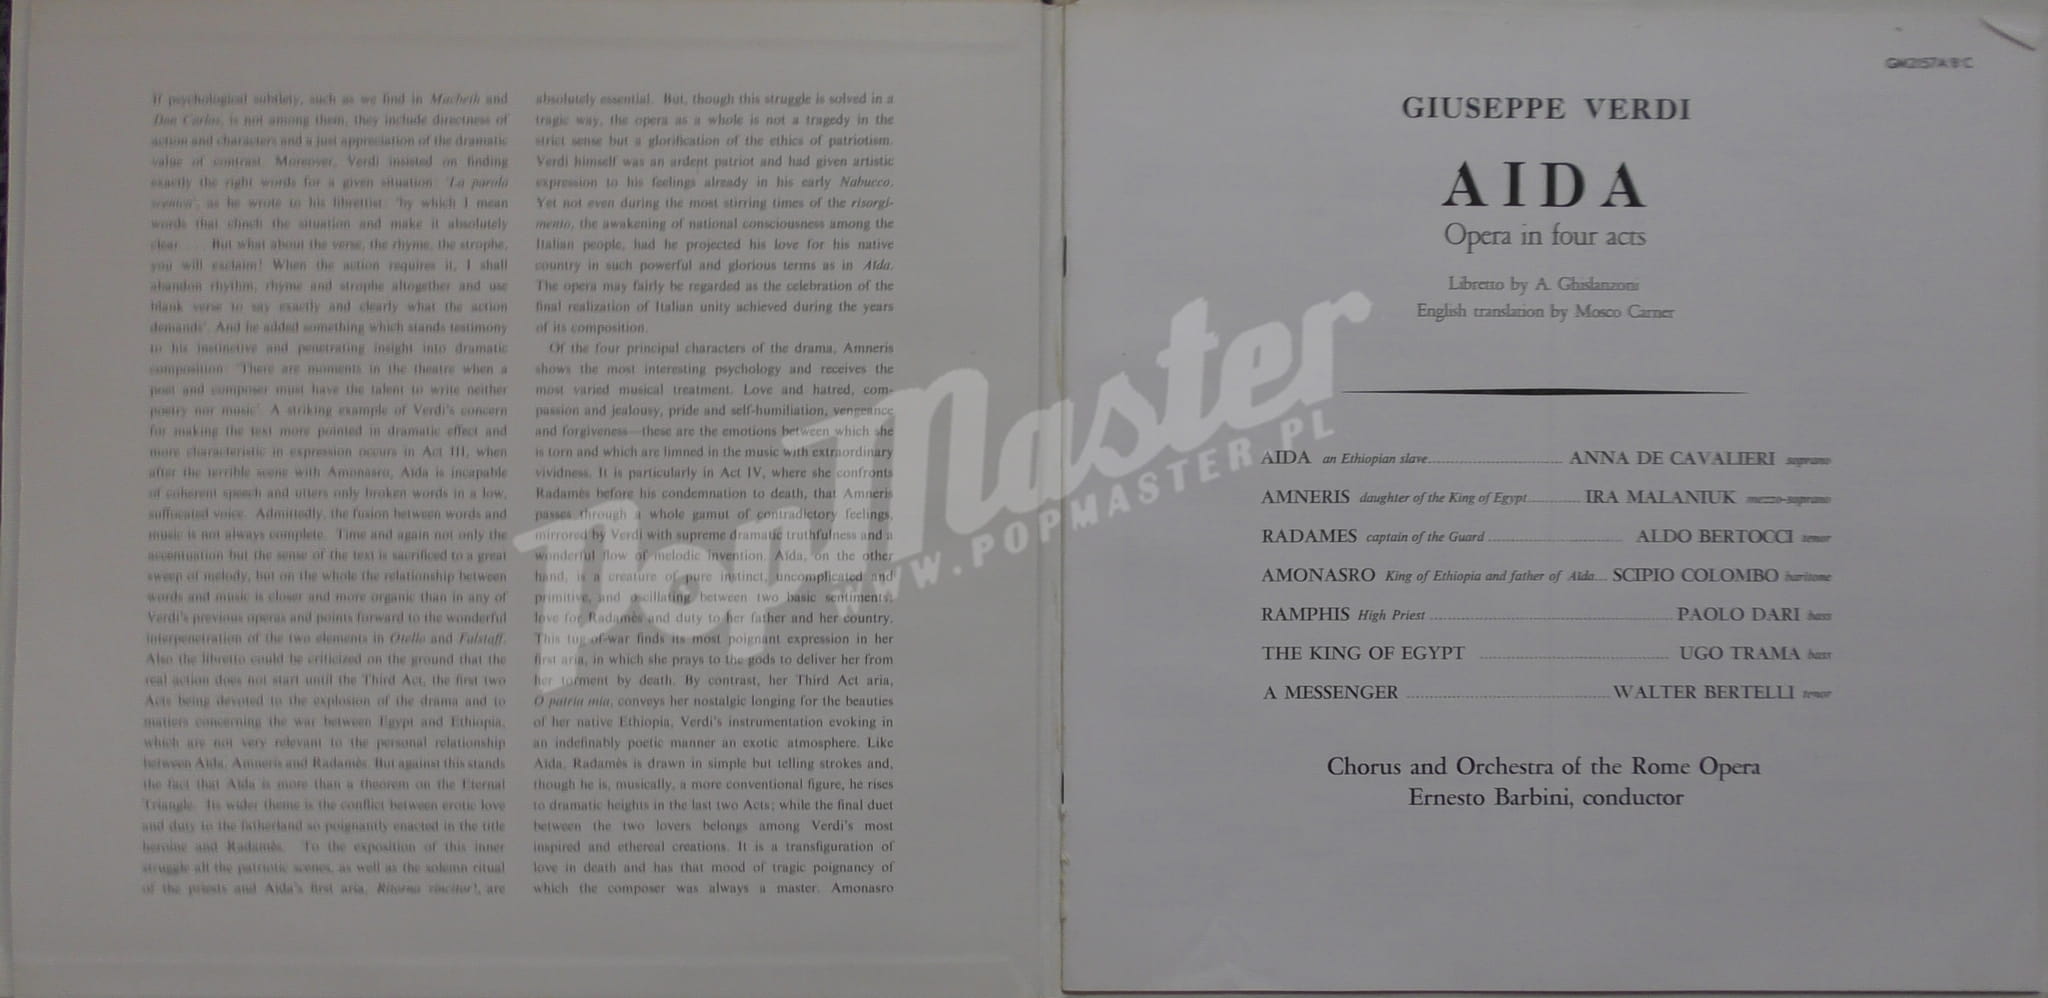 If psychological subtlety, such as we find in Macbeth and
Don Carlos, is not among them, they include directness of
action and characters and a just appreciation of the dramatic
value of contrast. Moreover, Verdi insisted on finding
exactly the right words for a given situation: 'La parola
scenica', as he wrote to his librettist: 'by which I mean
words that clinch the situation and make it absolutely
clear.... But what about the verse, the rhyme, the strophe,
you will exclaim! When the action requires it, I shall
abandon rhythm, rhyme and strophe altogether and use
blank verse to say exactly and clearly what the action
demands'. And he added something which stands testimony
to his instinctive and penetrating insight into dramatic
composition: 'There are moments in the theatre when a
poet and composer must have the talent to write neither
poetry nor music'. A striking example of Verdi's concern
for making the text more pointed in dramatic effect and
more characteristic in expression occurs in Act III, when
after the terrible scene with Amonasro, Aïda is incapable
of coherent speech and utters only broken words in a low,
suffocated voice. Admittedly, the fusion between words and
music is not always complete. Time and again not only the
accentuation but the sense of the text is sacrificed to a great
sweep of melody, but on the whole the relationship between
words and music is closer and more organic than in any of
Verdi's previous operas and points forward to the wonderful
interpenetration of the two elements in Otello and Falstaff.
Also the libretto could be criticized on the ground that the
real action does not start until the Third Act, the first two
Acts being devoted to the explosion of the drama and to
matters concerning the war between Egypt and Ethiopia,
which are not very relevant to the personal relationship
between Aïda, Amneris and Radamès. But against this stands
the fact that Aïda is more than a theorem on the Eternal
Triangle. Its wider theme is the conflict between erotic love
and duty to the fatherland so poignantly enacted in the title
heroine and Radamès. To the exposition of this inner
struggle all the patriotic scenes, as well as the solemn ritual
of the priests and Aïda's first aria, Ritorna vincitor!, are
absolutely essential. But, though this struggle is solved in a
tragic way, the opera as a whole is not a tragedy in the
strict sense but a glorification of the ethics of patriotism.
Verdi himself was an ardent patriot and had given artistic
expression to his feelings already in his early Nabucco.
Yet not even during the most stirring times of the risorgi-
mento, the awakening of national consciousness among the
Italian people, had he projected his love for his native
country in such powerful and glorious terms as in Aïda.
The opera may fairly be regarded as the celebration of the
final realization of Italian unity achieved during the years
of its composition.
Of the four principal characters of the drama, Amneris
shows the most interesting psychology and receives the
most varied musical treatment. Love and hatred, com-
passion and jealousy, pride and self-humiliation, vengeance
and forgiveness—these are the emotions between which she
is torn and which are limned in the music with extraordinary
vividness. It is particularly in Act IV, where she confronts
Radamès before his condemnation to death, that Amneris
passes through a whole gamut of contradictory feelings,
mirrored by Verdi with supreme dramatic truthfulness and a
wonderful flow of melodic invention. Aïda, on the other
hand, is a creature of pure instinct, uncomplicated and
primitive, and oscillating between two basic sentiments:
love for Radamès and duty to her father and her country.
This tug-of-war finds its most poignant expression in her
first aria, in which she prays to the gods to deliver her from
her torment by death. By contrast, her Third Act aria,
O patria mia, conveys her nostalgic longing for the beauties
of her native Ethiopia, Verdi's instrumentation evoking in
an indefinably poetic manner an exotic atmosphere. Like
Aïda, Radamès is drawn in simple but telling strokes and,
though he is, musically, a more conventional figure, he rises
to dramatic heights in the last two Acts; while the final duet
between the two lovers belongs among Verdi's most
inspired and ethereal creations. It is a transfiguration of
love in death and has that mood of tragic poignancy of
which the composer was always a master. Amonasro
GM2157A B C
GIUSEPPE VERDI
AIDA
Opera in four acts
Libretto by A. Ghislanzoni
English translation by Mosco Carner
AIDA an Ethiopian slave ANNA DE CAVALIERI soprano
AMNERIS daughter of the King of Egypt IRA MALANIUK mezzo-soprano
RADAMES captain of the Guard ALDO BERTOCCI tenor
AMONASRO King of Ethiopia and father of Aïda SCIPIO COLOMBO baritone
RAMPHIS High Priest PAOLO DARI bass
THE KING OF EGYPT UGO TRAMA bass
A MESSENGER WALTER BERTELLI tenor
Chorus and Orchestra of the Rome Opera
Ernesto Barbini, conductor
Pop Master
WWW.POPMASTER.PL